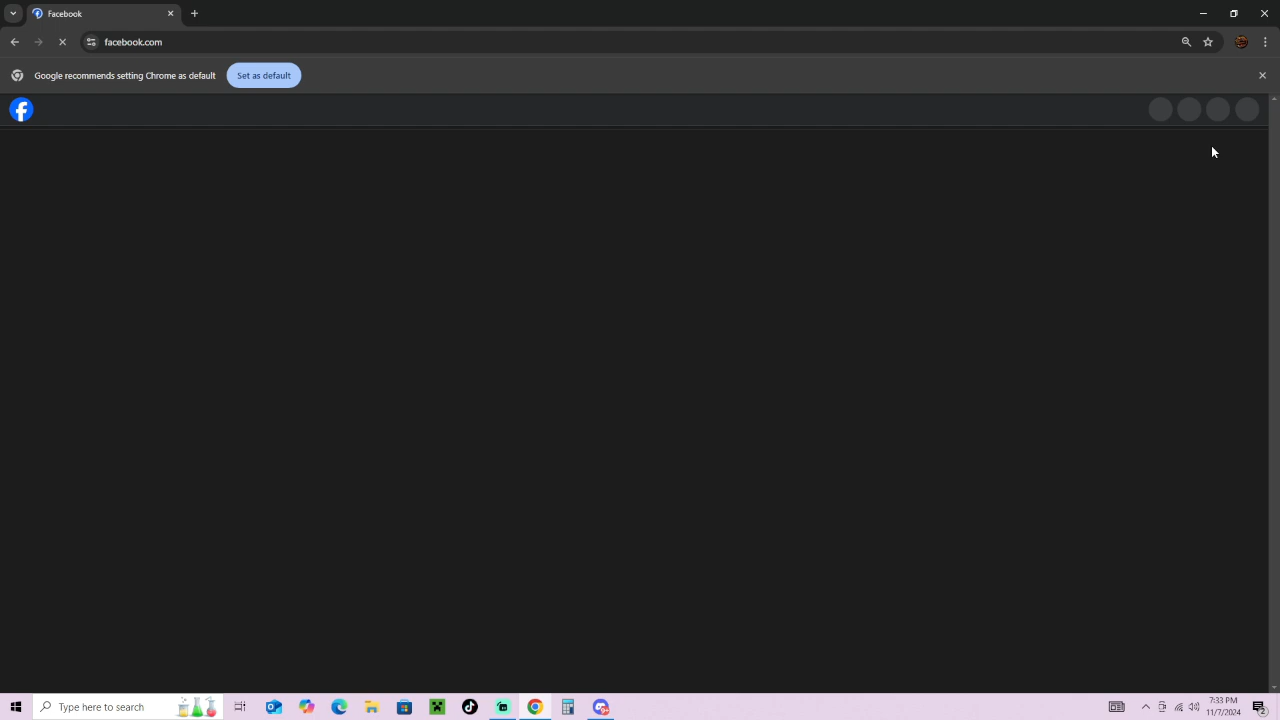 Facebook
facebook.com
Google recommends setting Chrome as default
Set as default
Type here to search
7:33 PM
11/7/2024
2